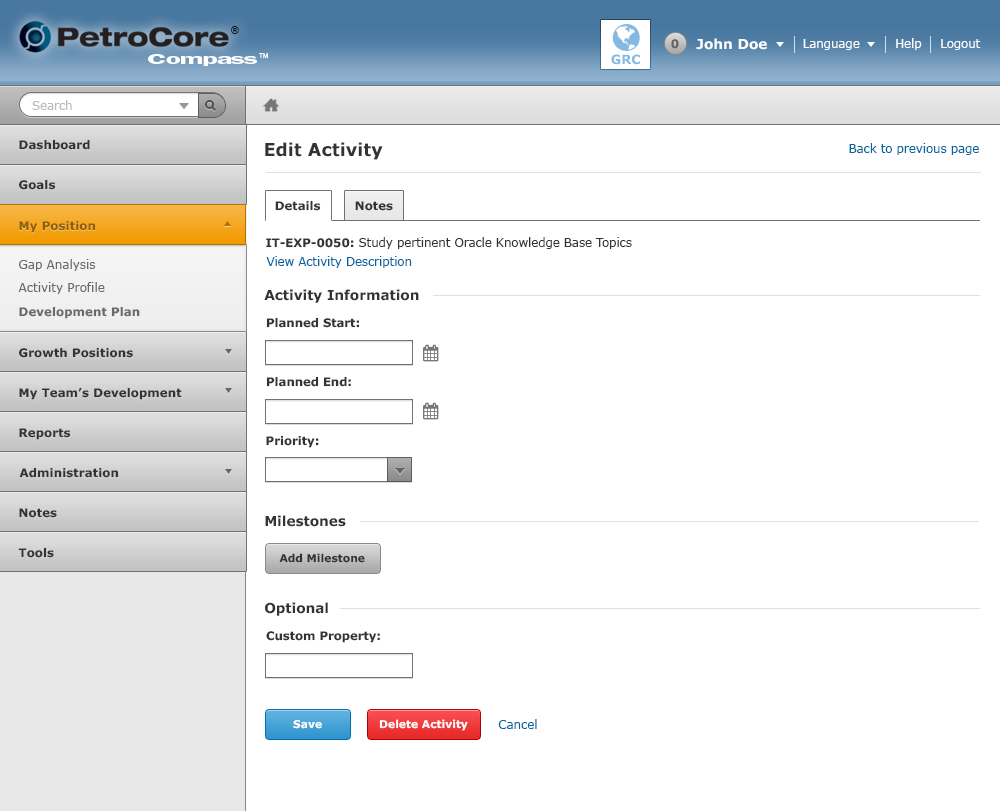 PetroCore®
Compass™
GRC
0 John Doe Language Help Logout
Search
Dashboard
Goals
My Position
Gap Analysis
Activity Profile
Development Plan
Growth Positions
My Team's Development
Reports
Administration
Notes
Tools
Edit Activity
Back to previous page
Details Notes
IT-EXP-0050: Study pertinent Oracle Knowledge Base Topics
View Activity Description
Activity Information
Planned Start:
Planned End:
Priority:
Milestones
Add Milestone
Optional
Custom Property:
Save Delete Activity Cancel